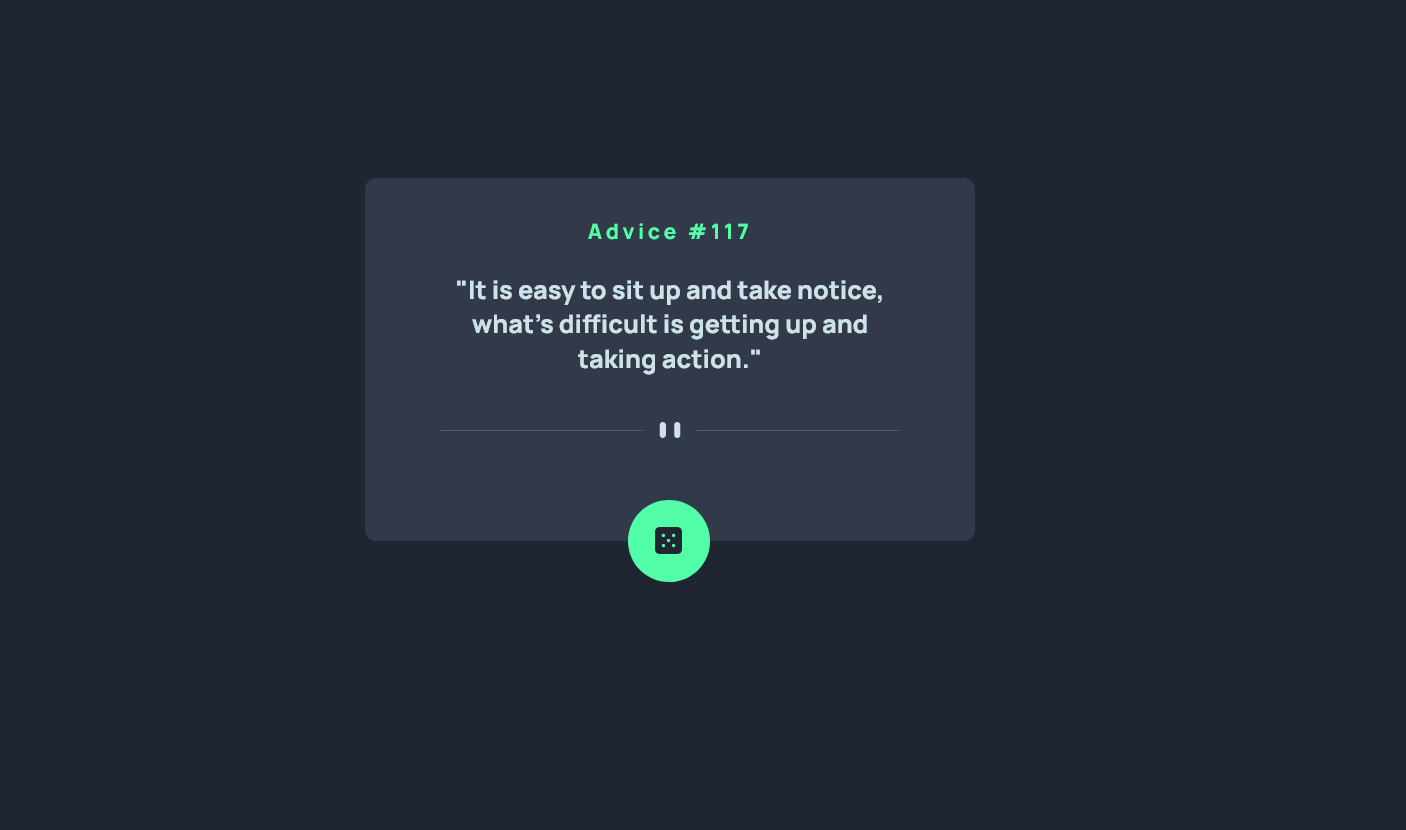 Advice #117
"It is easy to sit up and take notice,
what's difficult is getting up and
taking action."